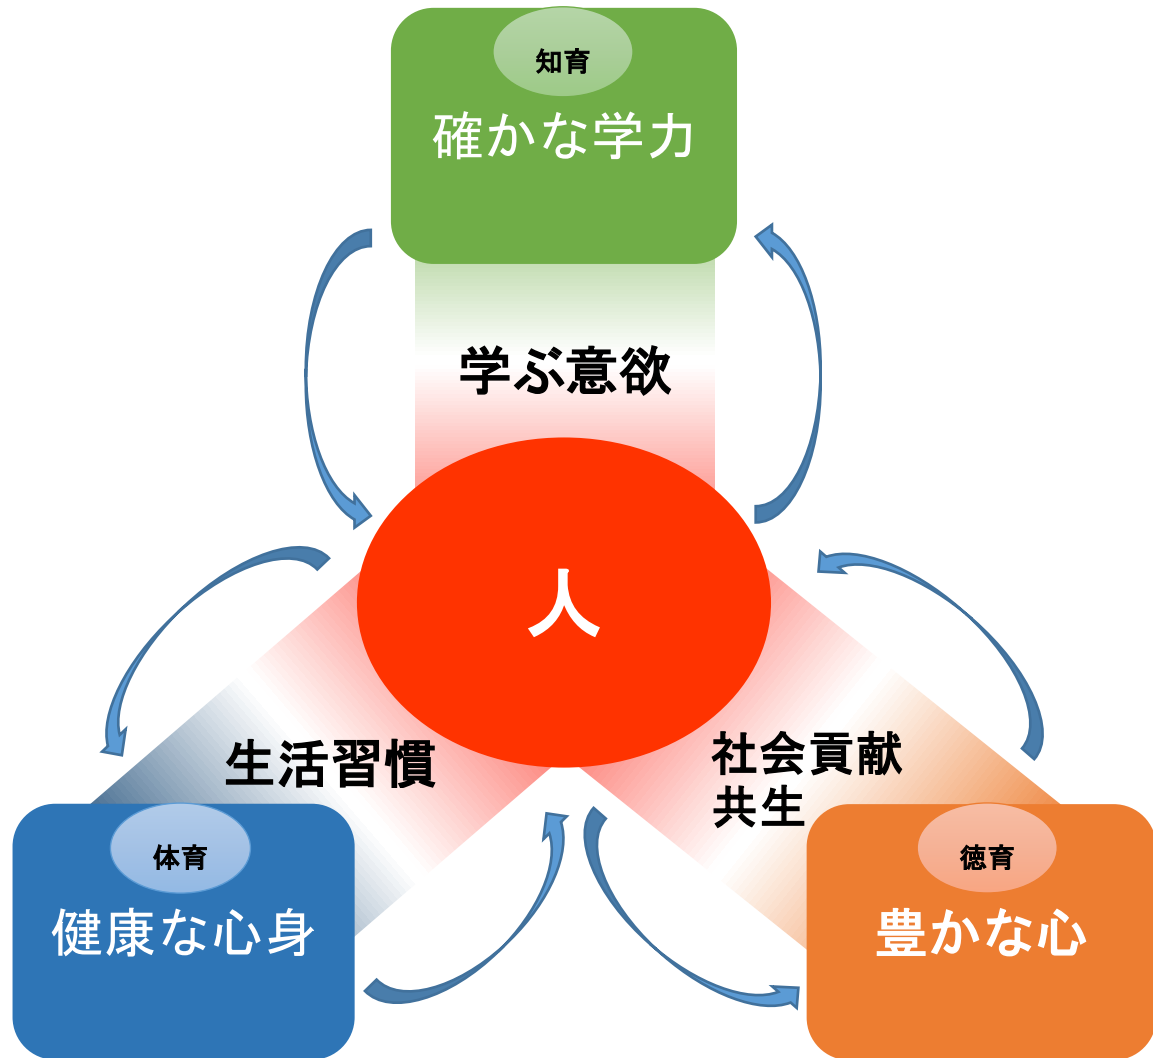 知育
確かな学力
学ぶ意欲
人
生活習慣
社会貢献
共生
体育
健康な心身
徳育
豊かな心